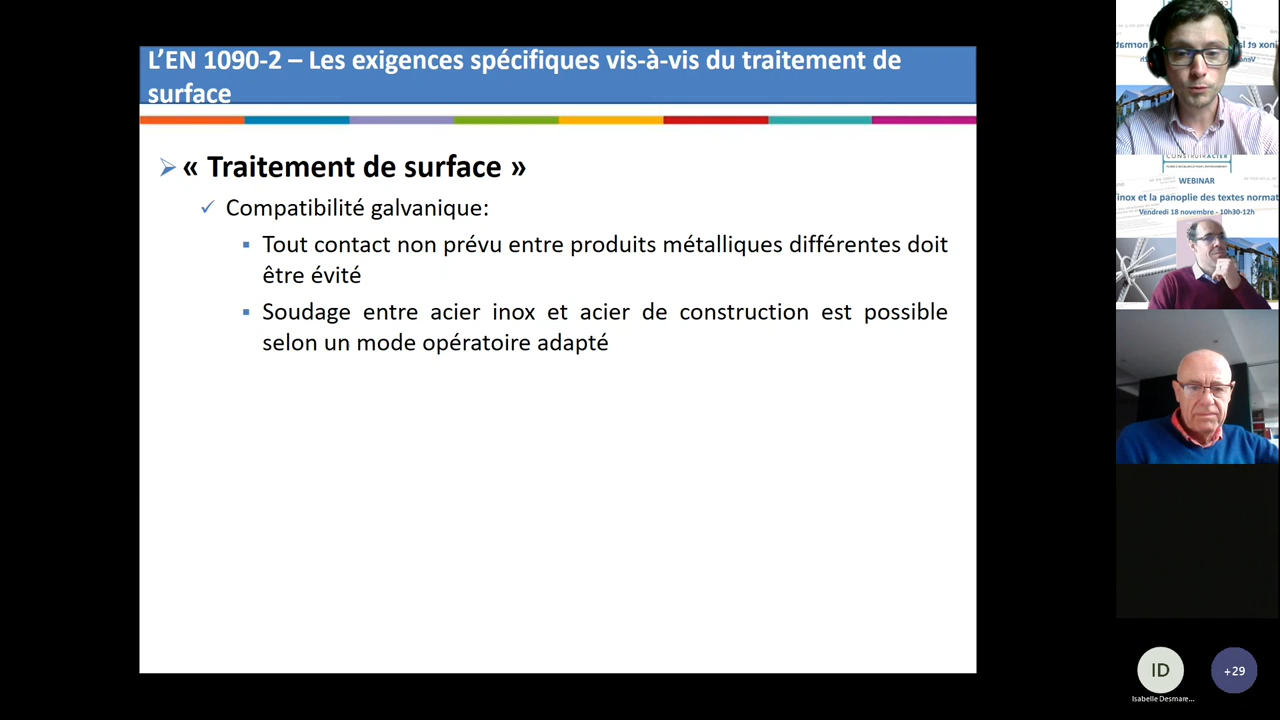 L’EN 1090-2 – Les exigences spécifiques vis-à-vis du traitement de
surface
« Traitement de surface »
Compatibilité galvanique:
Tout contact non prévu entre produits métalliques différentes doit
être évité
Soudage entre acier inox et acier de construction est possible
selon un mode opératoire adapté
CONSTRUIRACIER
WEBINAR
inox et la panoplie des textes normat
Vendredi 18 novembre - 10h30-12h
ID
+29
Isabelle Desmare...